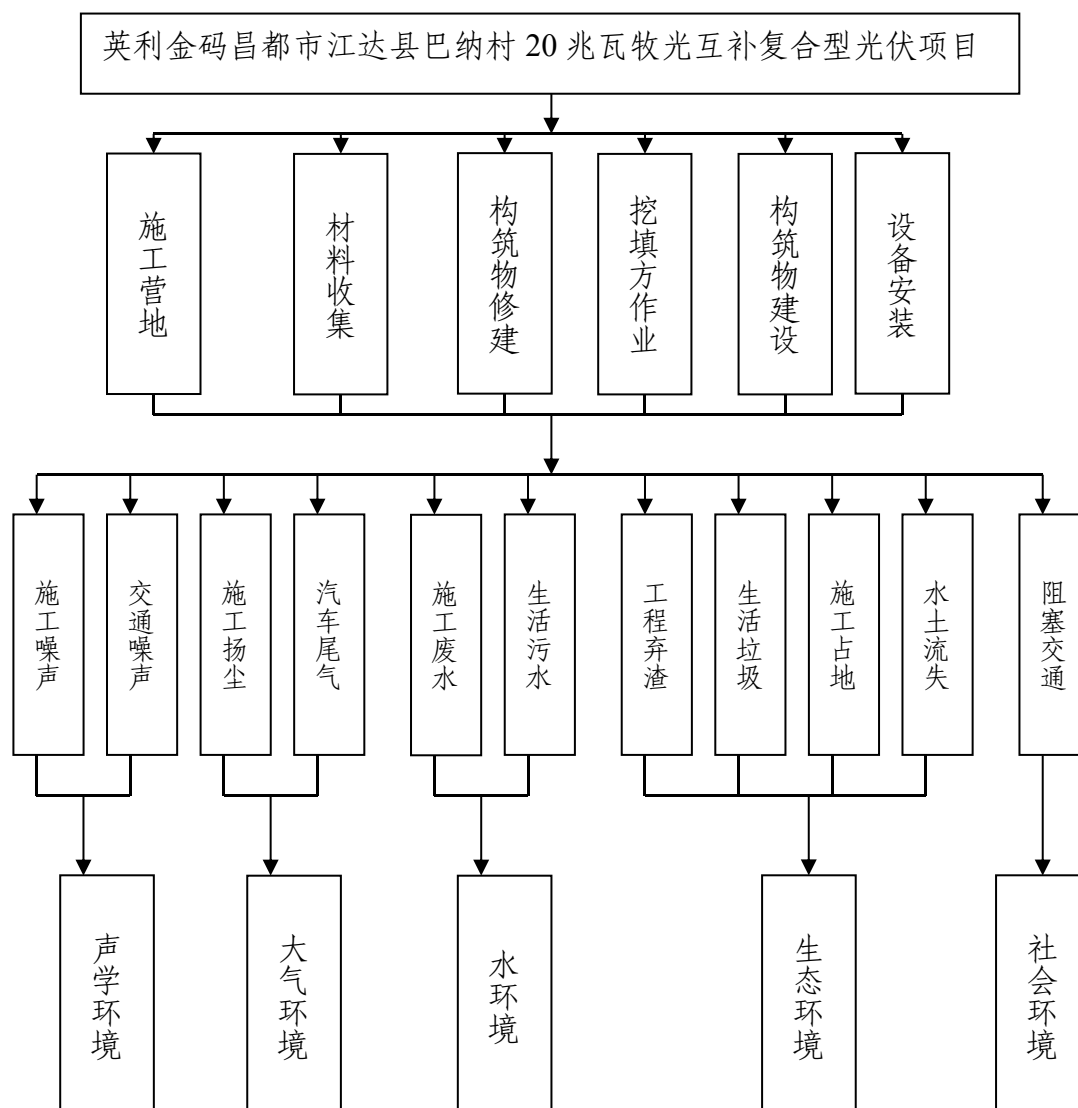 英利金码昌都市江达县巴纳村 20 兆瓦牧光互补复合型光伏项目
施工营地
材料收集
构筑物修建
挖填方作业
构筑物建设
设备安装
施工噪声
交通噪声
施工扬尘
汽车尾气
施工废水
生活污水
工程弃渣
生活垃圾
施工占地
水土流失
阻塞交通
声学环境
大气环境
水环境
生态环境
社会环境